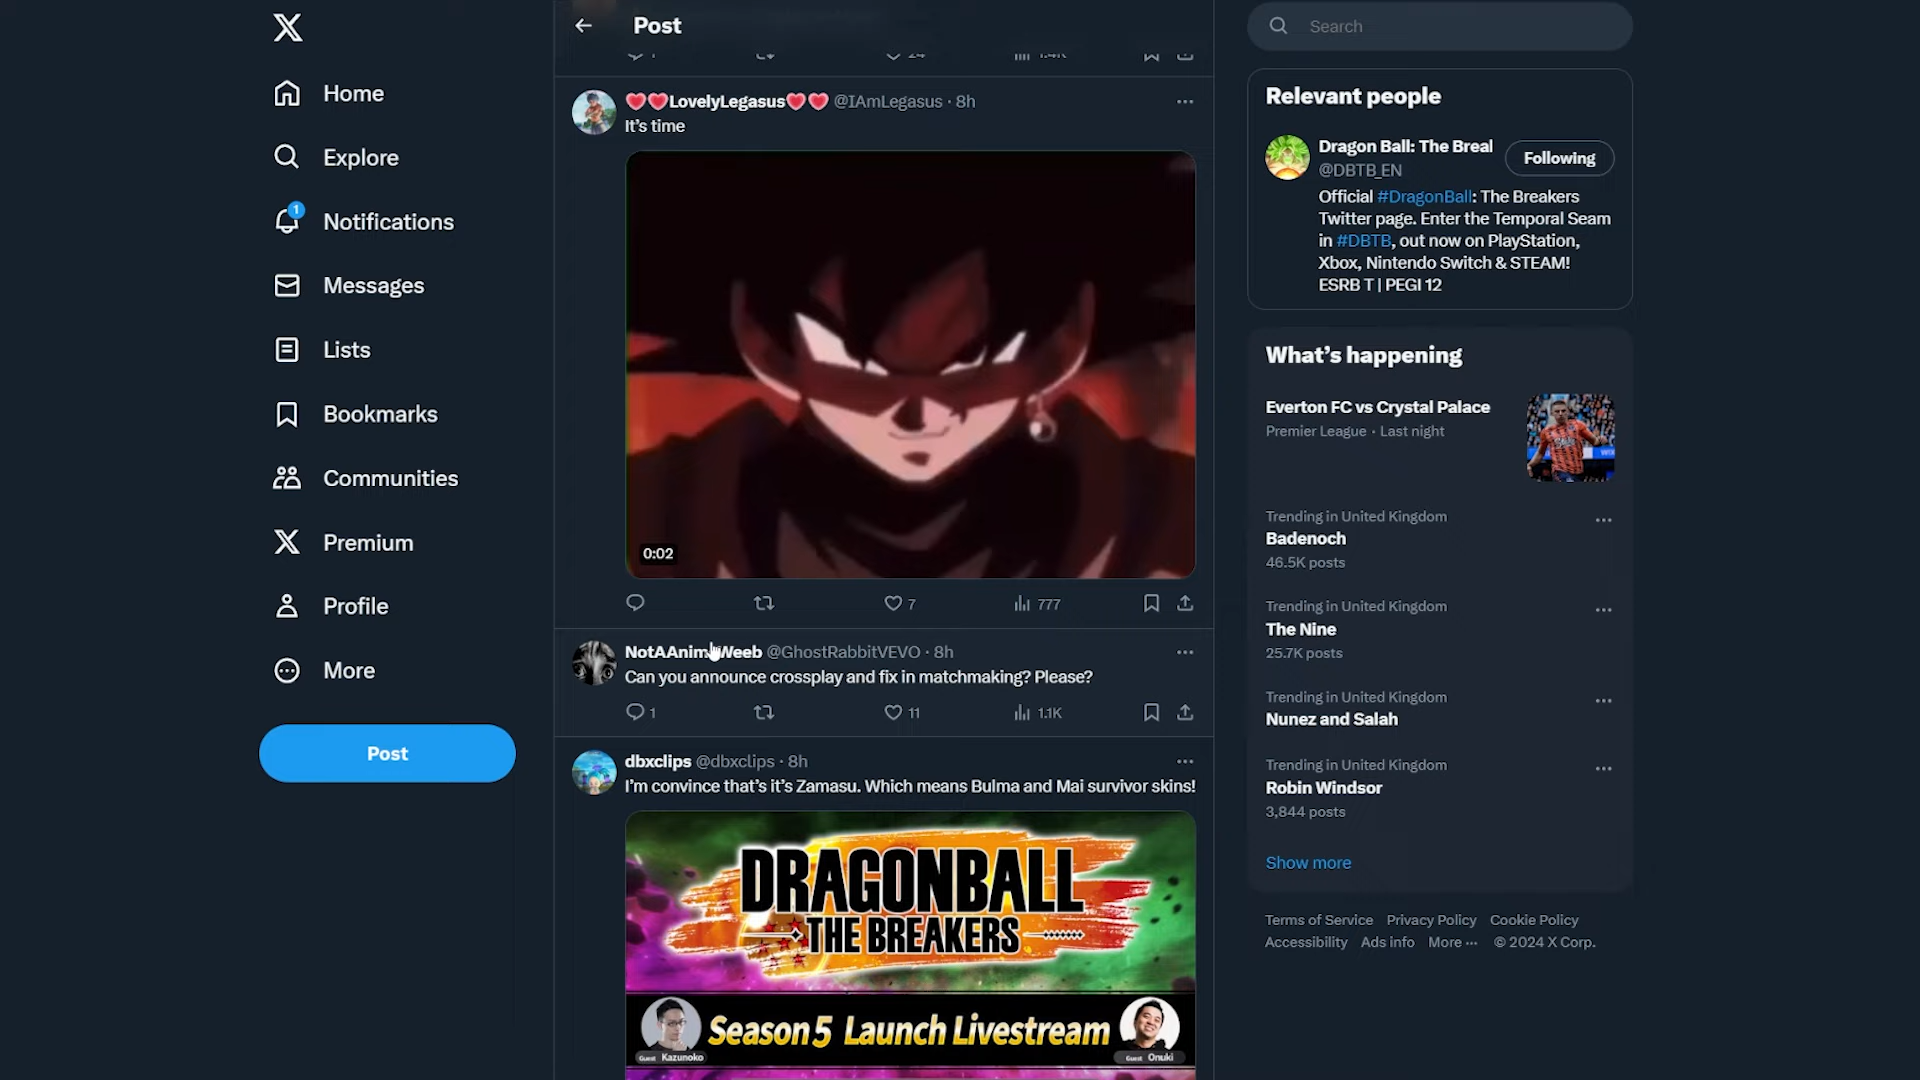 Home
Explore
1
Notifications
Messages
Lists
Bookmarks
Communities
Premium
Profile
More
Post
Post
LovelyLegasus @IAmLegasus · 8h
It's time
0:02
7
777
NotAAnim Weeb @GhostRabbitVEVO · 8h
Can you announce crossplay and fix in matchmaking? Please?
1
11
1.1K
dbxclips @dbxclips · 8h
I'm convince that's it's Zamasu. Which means Bulma and Mai survivor skins!
DRAGONBALL
THE BREAKERS
Season 5 Launch Livestream
Guest Kazunoko
Guest Onuki
Search
Relevant people
Dragon Ball: The Breal
@DBTB_EN
Following
Official #DragonBall: The Breakers
Twitter page. Enter the Temporal Seam
in #DBTB, out now on PlayStation,
Xbox, Nintendo Switch & STEAM!
ESRB T | PEGI 12
What's happening
Everton FC vs Crystal Palace
Premier League · Last night
Trending in United Kingdom
Badenoch
46.5K posts
Trending in United Kingdom
The Nine
25.7K posts
Trending in United Kingdom
Nunez and Salah
Trending in United Kingdom
Robin Windsor
3,844 posts
Show more
Terms of Service Privacy Policy Cookie Policy
Accessibility Ads info More ··· © 2024 X Corp.